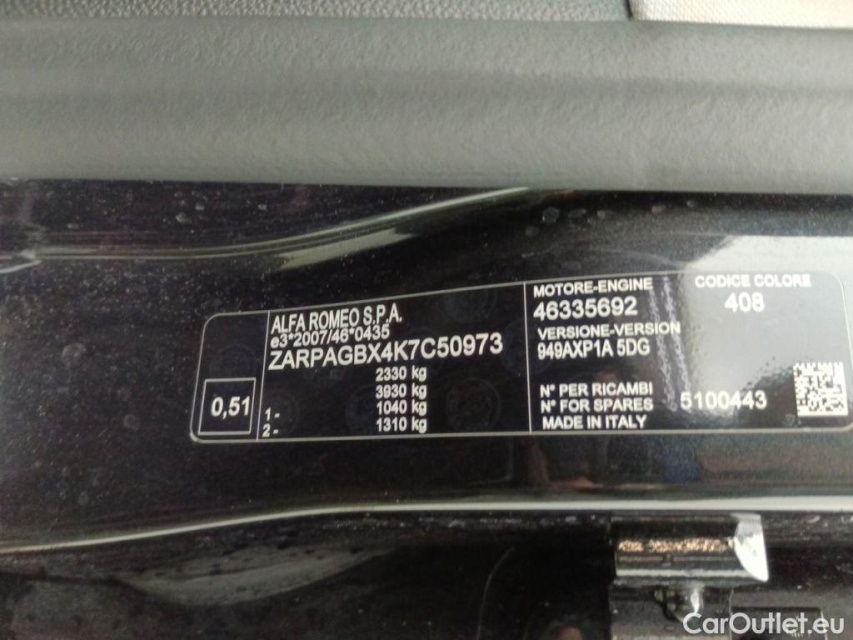 ALFA ROMEO S.P.A.
e3*2007/46*0435
ZARPAGBX4K7C50973
2330 kg
3930 kg
1- 1040 kg
2- 1310 kg
0,51
MOTORE-ENGINE
46335692
VERSIONE-VERSION
949AXP1A 5DG
N° PER RICAMBI
N° FOR SPARES 5100443
MADE IN ITALY
CODICE COLORE
408
CarOutlet.eu